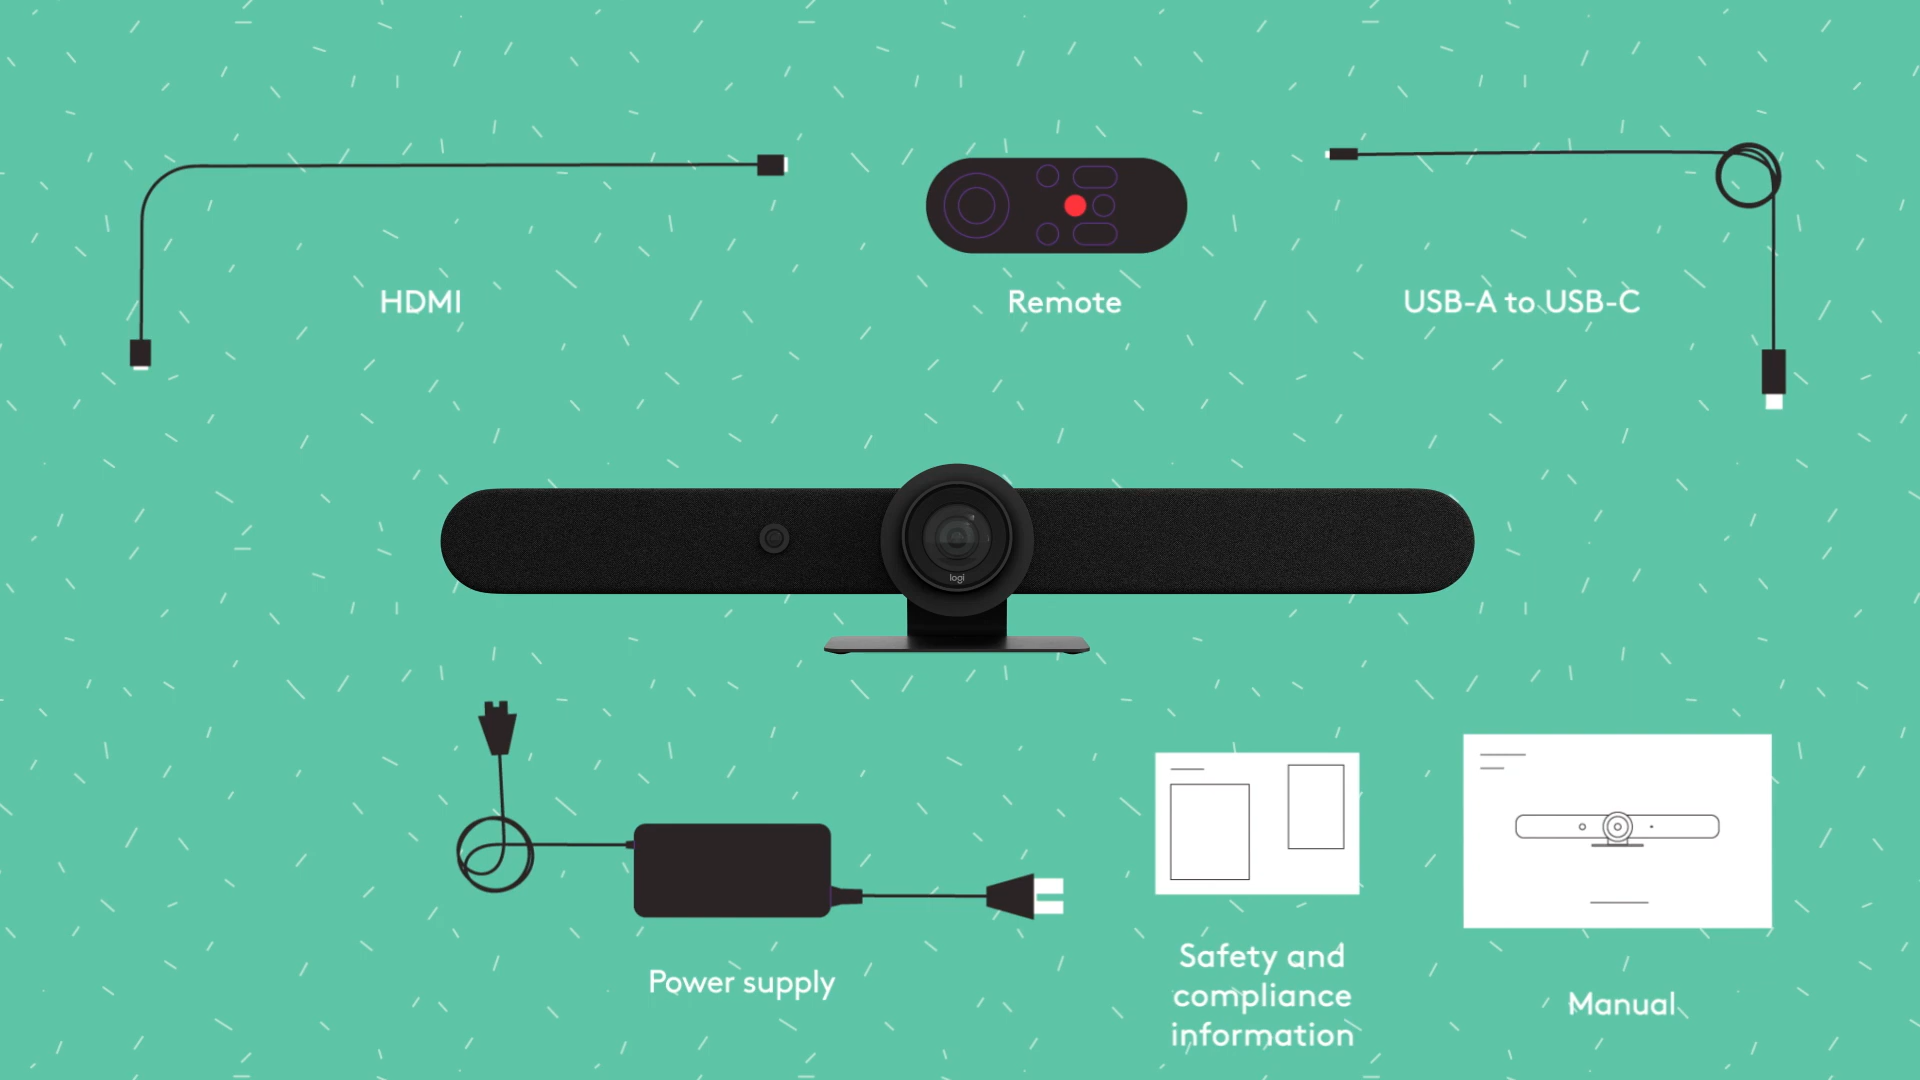 HDMI
Remote
USB-A to USB-C
logi
Power supply
Safety and
compliance
information
Manual